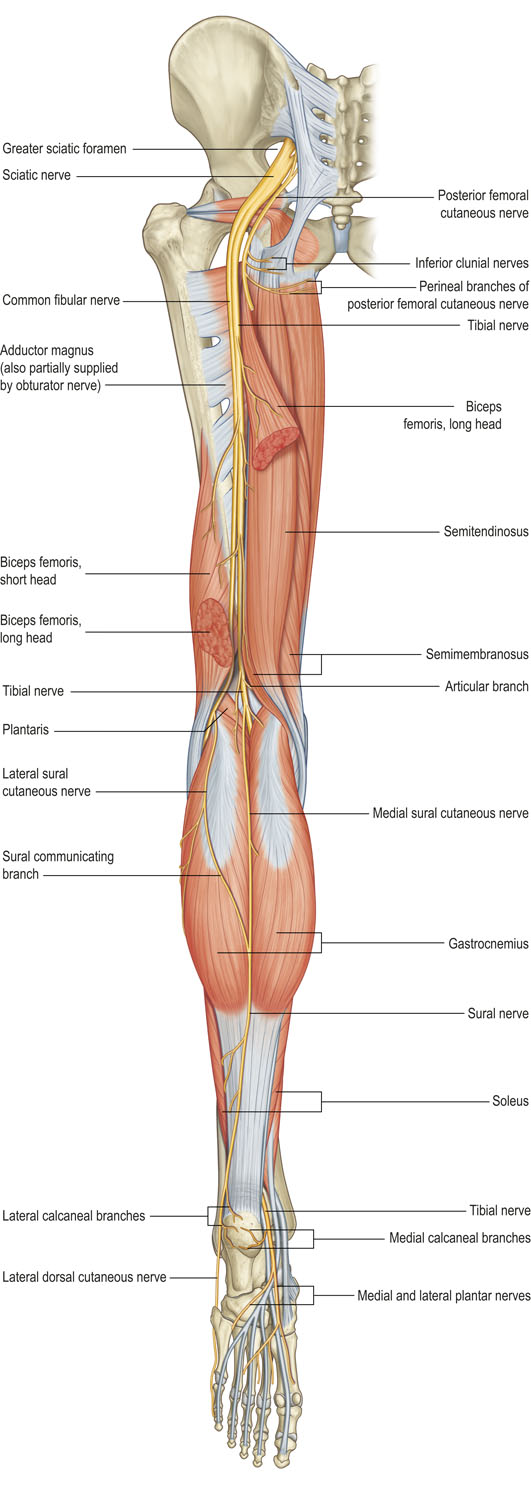 Greater sciatic foramen
Sciatic nerve
Posterior femoral
cutaneous nerve
Inferior clunial nerves
Perineal branches of
posterior femoral cutaneous nerve
Common fibular nerve
Tibial nerve
Adductor magnus
(also partially supplied
by obturator nerve)
Biceps
femoris, long head
Semitendinosus
Biceps femoris,
short head
Biceps femoris,
long head
Semimembranosus
Articular branch
Tibial nerve
Plantaris
Lateral sural
cutaneous nerve
Medial sural cutaneous nerve
Sural communicating
branch
Gastrocnemius
Sural nerve
Soleus
Lateral calcaneal branches
Tibial nerve
Medial calcaneal branches
Lateral dorsal cutaneous nerve
Medial and lateral plantar nerves